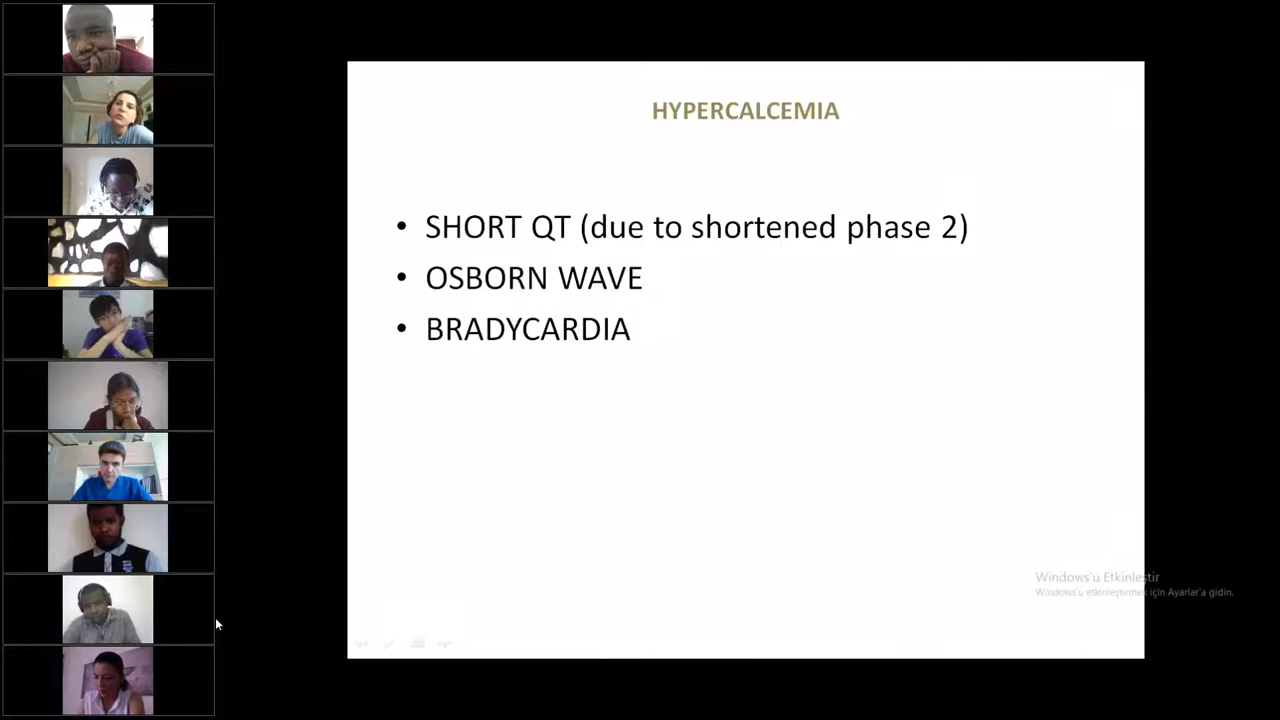 HYPERCALCEMIA
• SHORT QT (due to shortened phase 2)
• OSBORN WAVE
• BRADYCARDIA
Windows'u Etkinleştir
Windows'u etkinleştirmek için Ayarlar'a gidin.